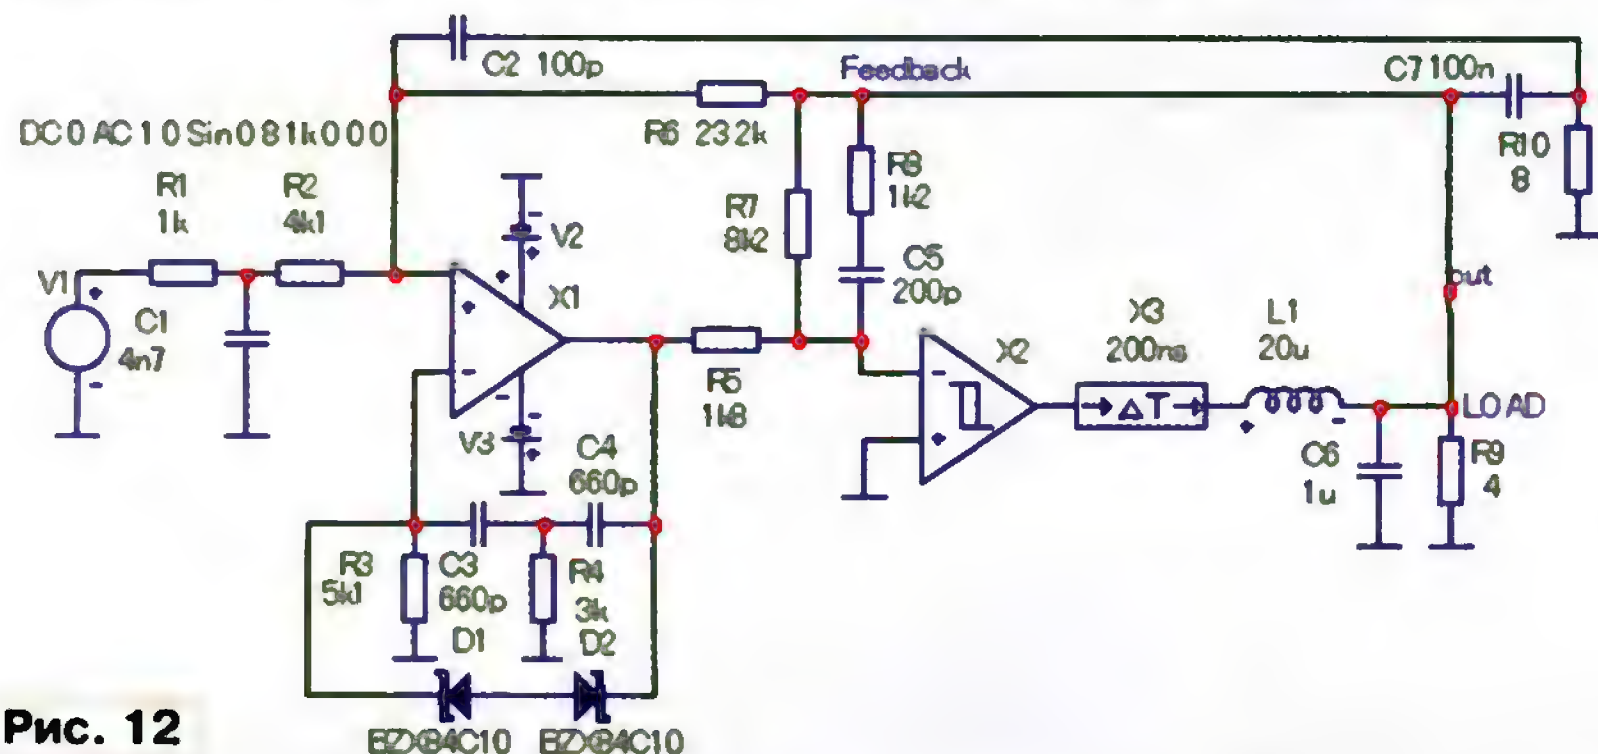 C2 100p
Feedback
C7 100n
DC 0 AC 1 0 Sin 0 8 1k 0 0 0
R6 232k
R10
8
R1
1k
R2
4k1
R8
1k2
R7
8k2
V2
V1
C1
4n7
X1
C5
200p
out
X3
200ns
L1
20u
X2
R5
1k8
LOAD
V3
C4
660p
C6
1u
R9
4
R3
5k1
C3
660p
R4
3k
D1
D2
BZX84C10 BZX84C10
Рис. 12
ΔT